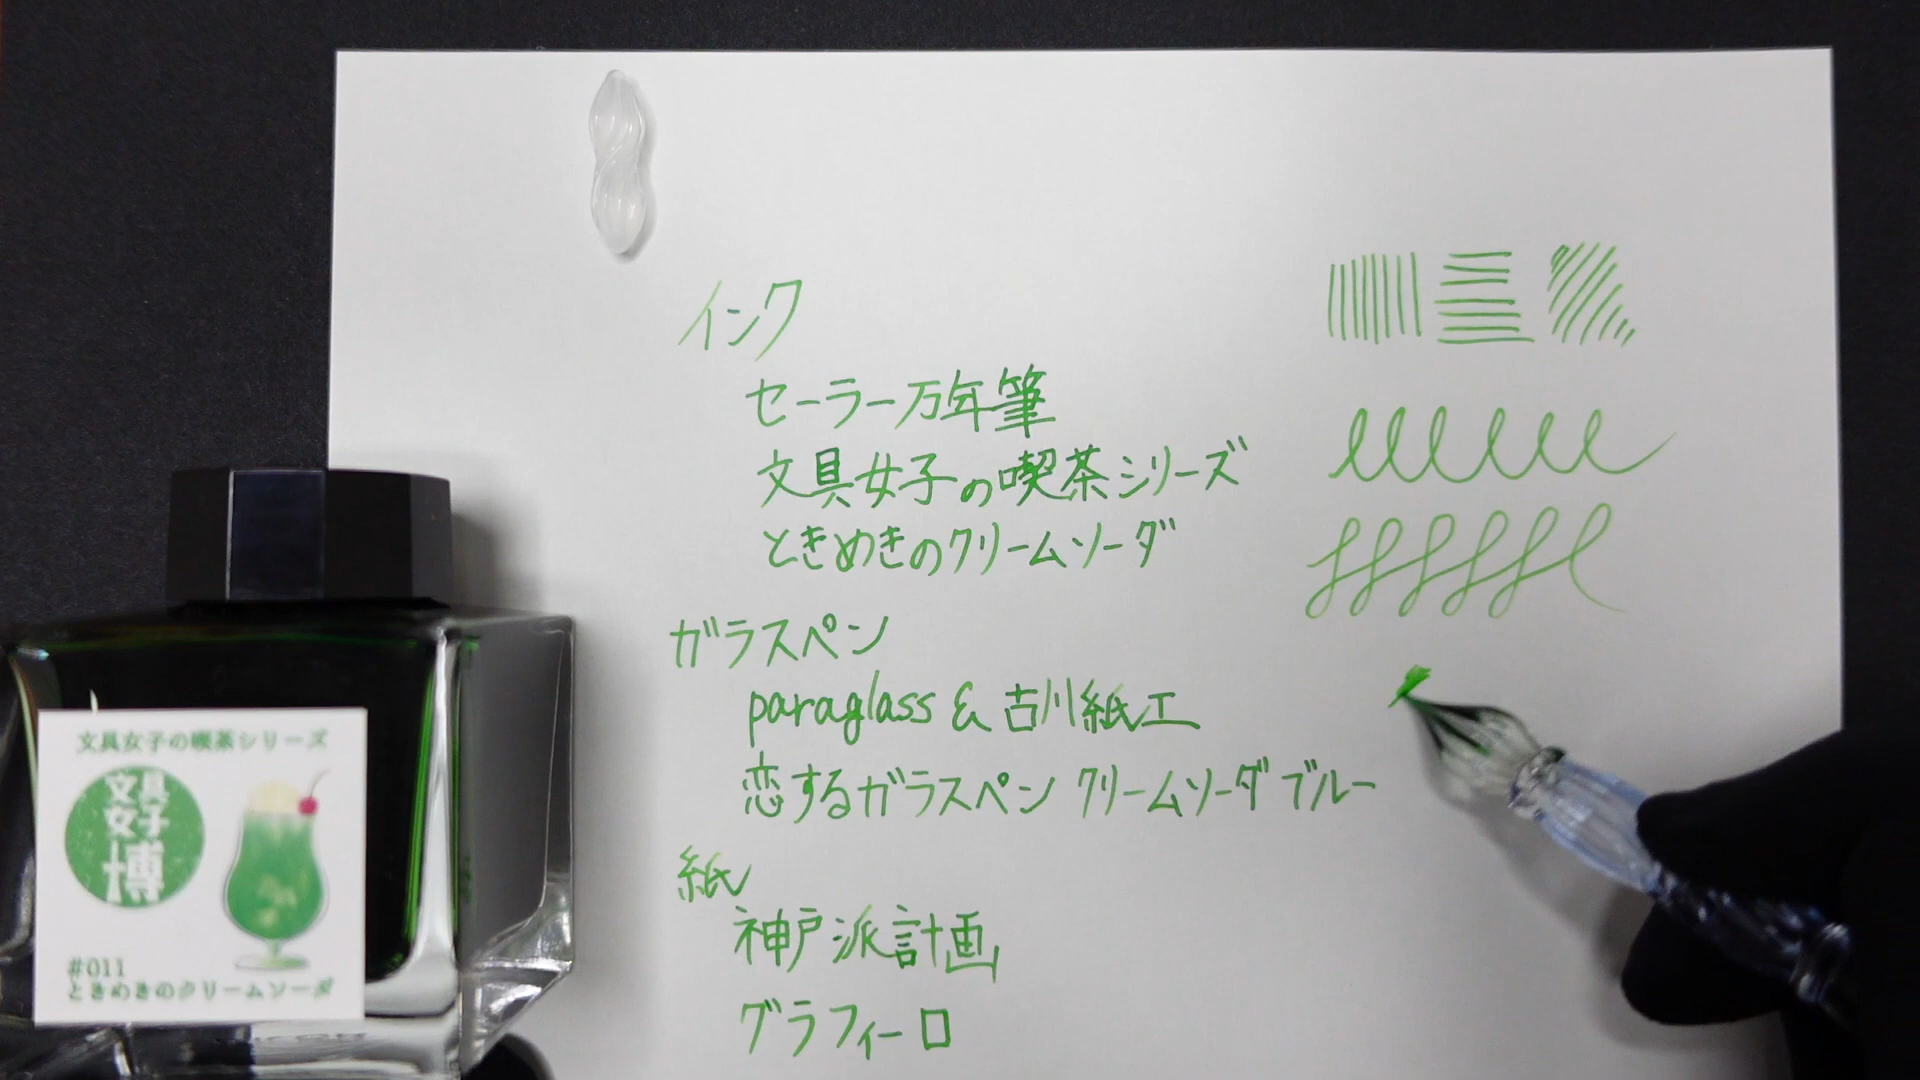 インク
セーラー万年筆
文具女子の喫茶シリーズ
ときめきのクリームソーダ
ガラスペン
paraglass & 古川紙工
恋するガラスペン クリームソーダブルー
紙
神戸派計画
グラフィーロ
文具女子の喫茶シリーズ
文具
女子
博
#011
ときめきのクリームソーダ